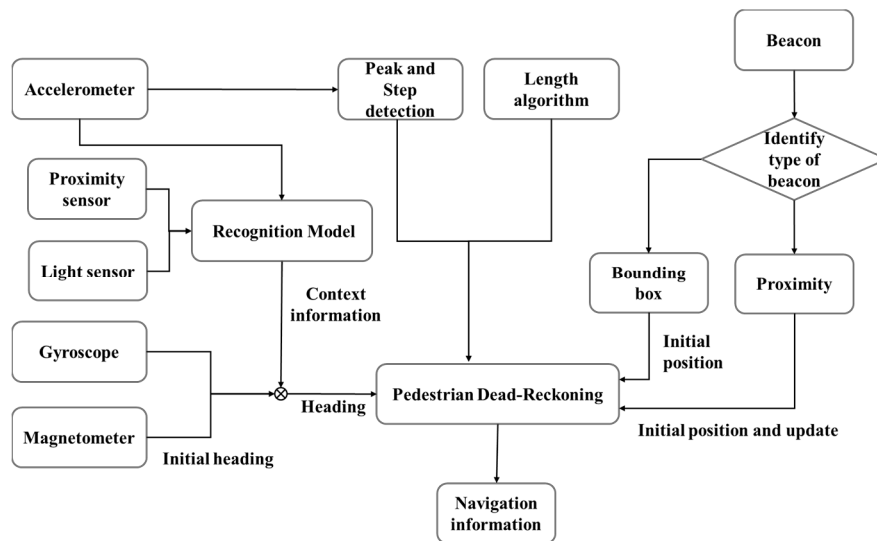 Beacon
Accelerometer
Peak and
Step
detection
Length
algorithm
Identify
type of
beacon
Proximity
sensor
Recognition Model
Light sensor
Bounding
box
Proximity
Context
information
Gyroscope
Initial
position
Heading
Pedestrian Dead-Reckoning
Magnetometer
Initial heading
Initial position and update
Navigation
information